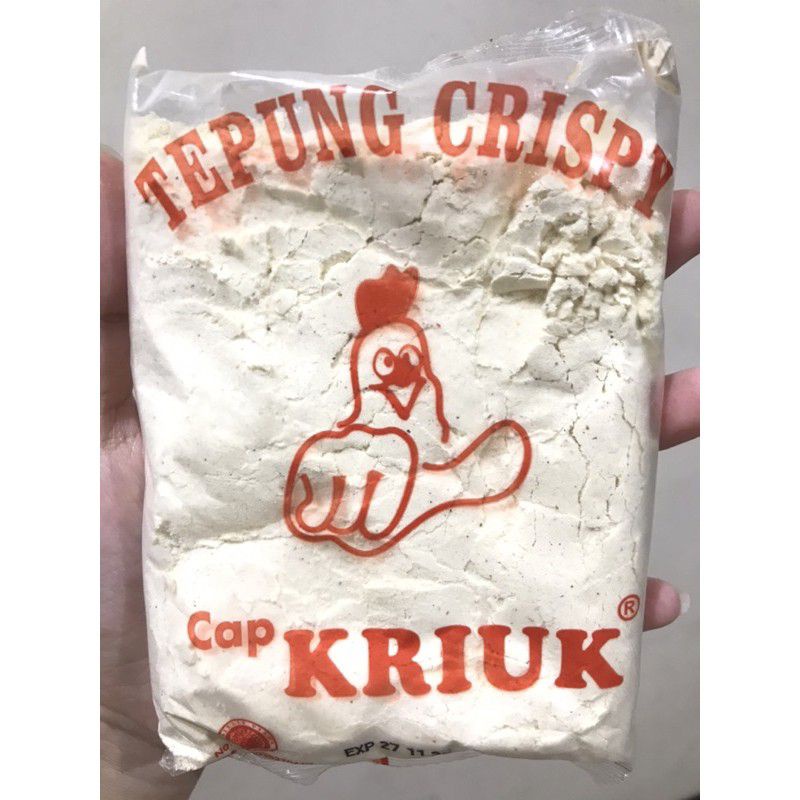 TEPUNG CRISPY
Cap KRIUK ®
EXP 27 11